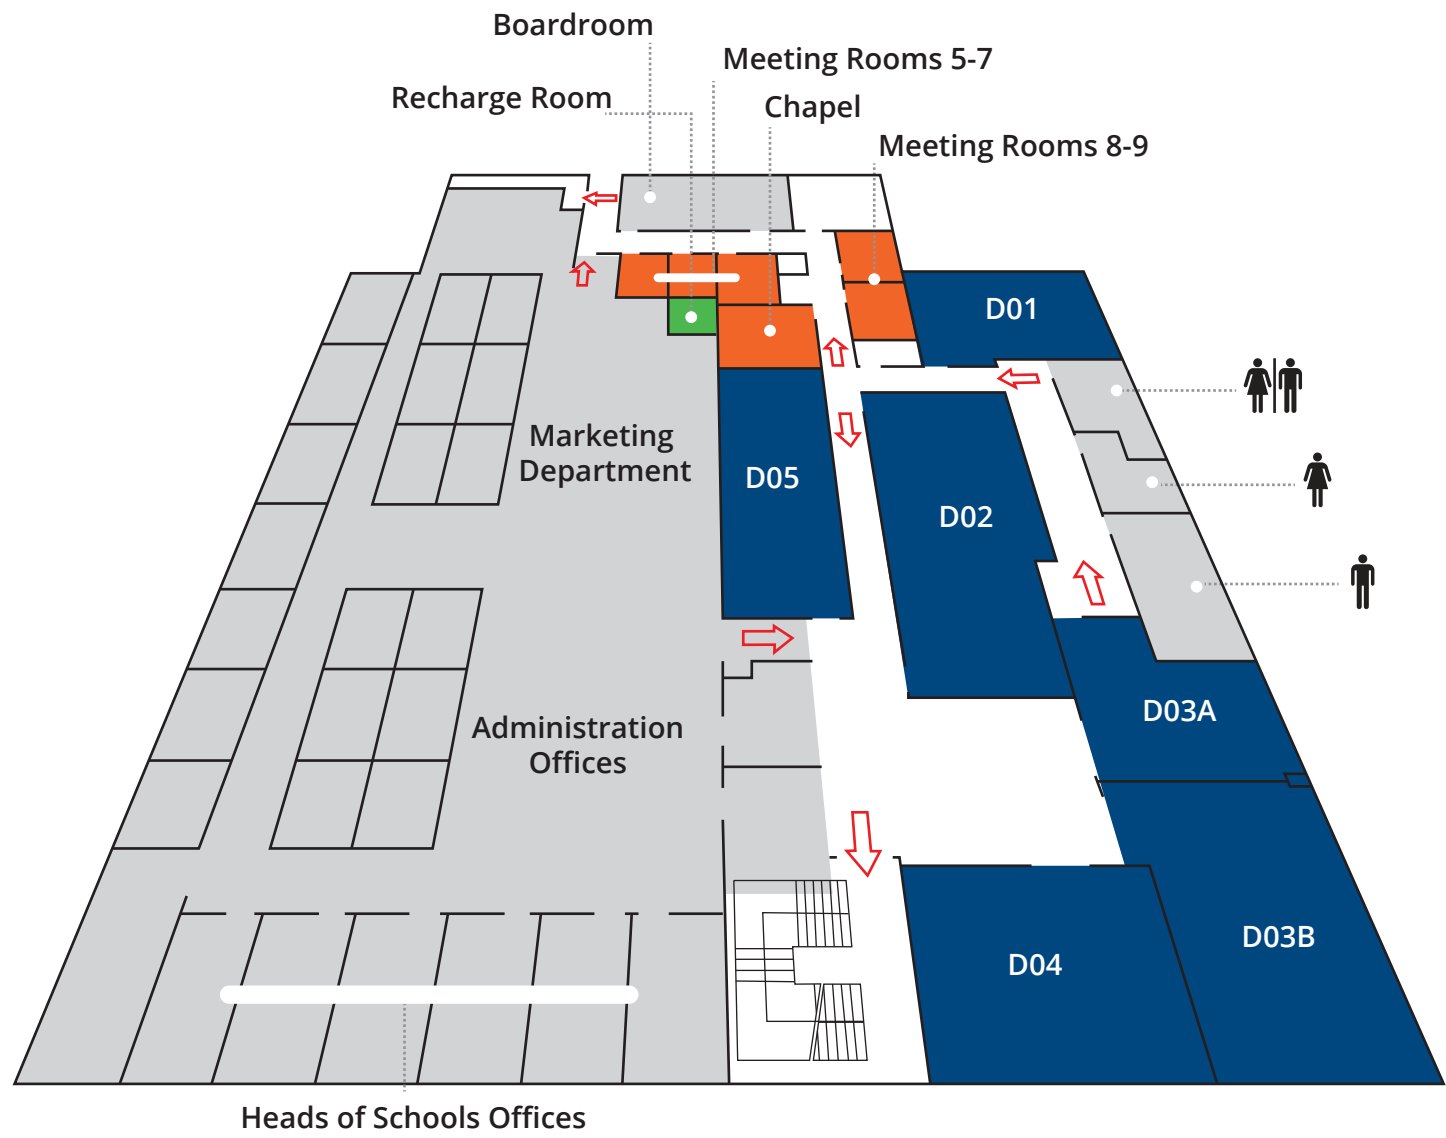 Boardroom
Meeting Rooms 5-7
Recharge Room
Chapel
Meeting Rooms 8-9
D01
Marketing
Department
D05
D02
D03A
Administration
Offices
D03B
D04
Heads of Schools Offices